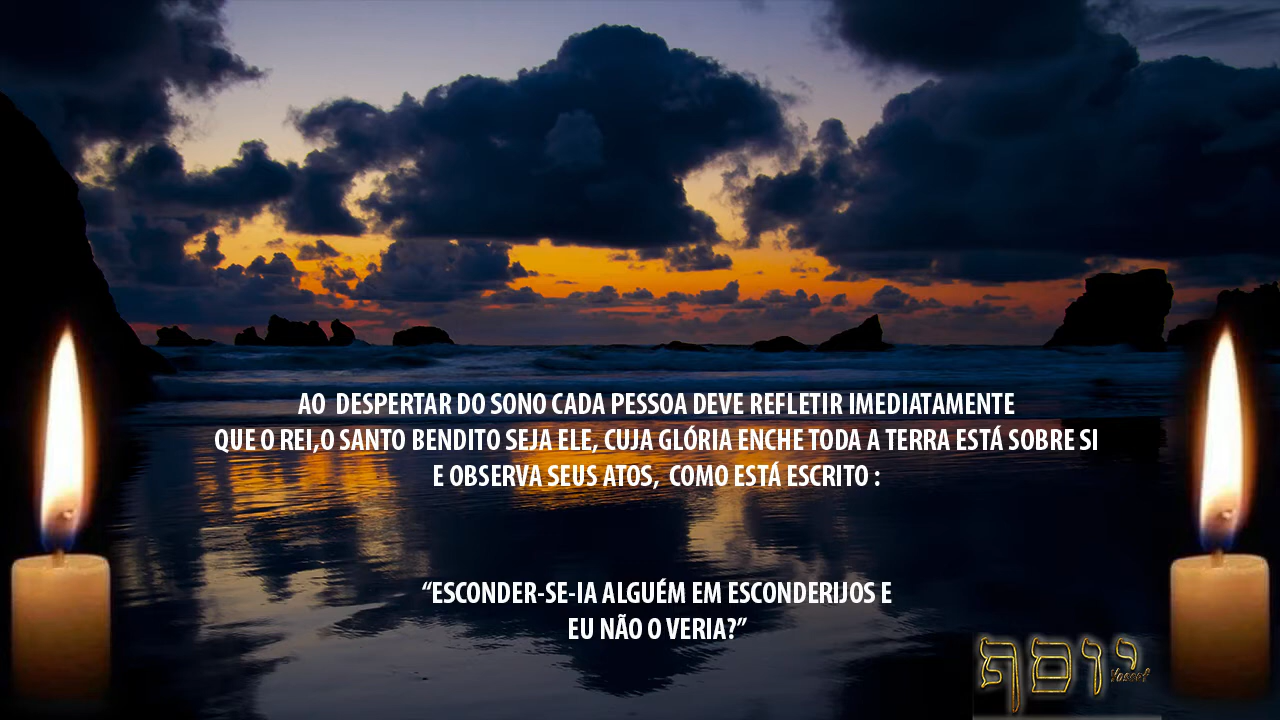 AO DESPERTAR DO SONO CADA PESSOA DEVE REFLETIR IMEDIATAMENTE
QUE O REI,O SANTO BENDITO SEJA ELE, CUJA GLÓRIA ENCHE TODA A TERRA ESTÁ SOBRE SI
E OBSERVA SEUS ATOS, COMO ESTÁ ESCRITO :
“ESCONDER-SE-IA ALGUÉM EM ESCONDERIJOS E
EU NÃO O VERIA?”
יוסף
Yossef